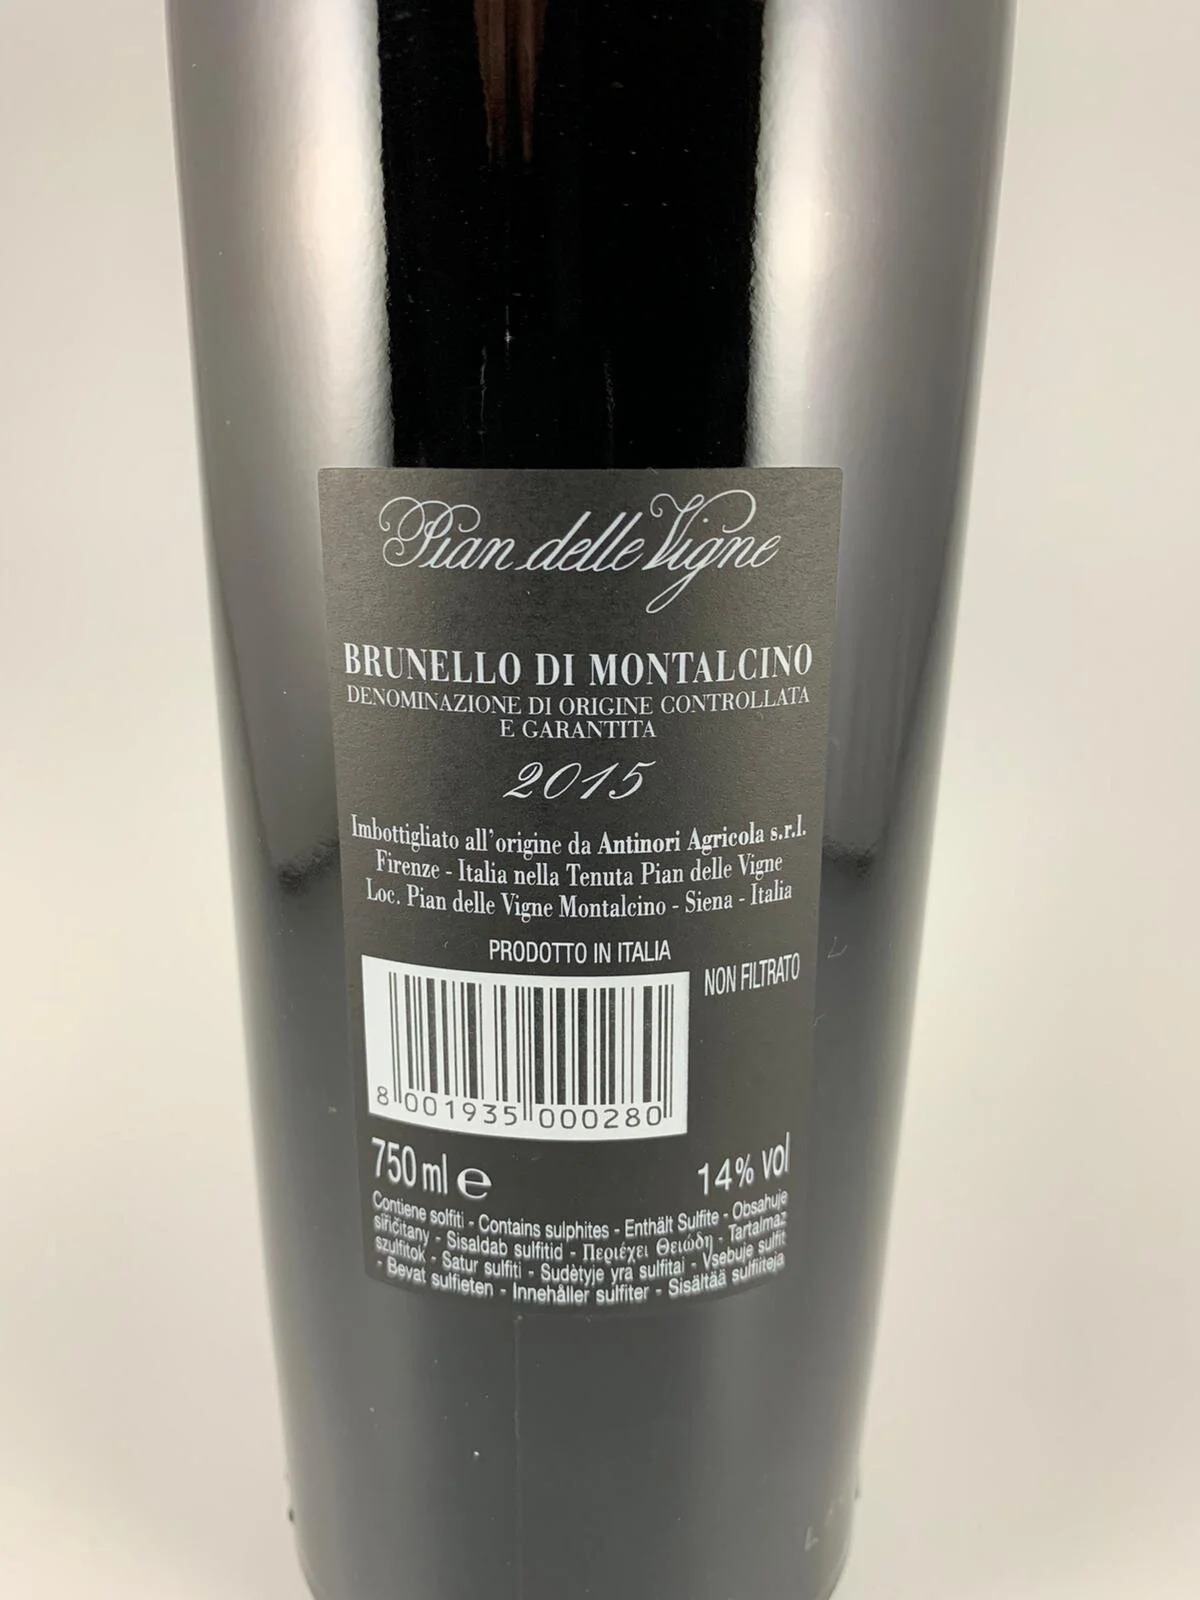 Pian delle Vigne
BRUNELLO DI MONTALCINO
DENOMINAZIONE DI ORIGINE CONTROLLATA
E GARANTITA
2015
Imbottigliato all'origine da Antinori Agricola s.r.l.
Firenze - Italia nella Tenuta Pian delle Vigne
Loc. Pian delle Vigne Montalcino - Siena - Italia
PRODOTTO IN ITALIA
NON FILTRATO
8 001935 000280
750 ml ℮
14% vol
Contiene solfiti - Contains sulphites - Enthält Sulfite - Obsahuje
siřičitany - Sisaldab sulfitid - Περιέχει Θειώδη - Tartalmaz
szulfitok - Satur sulfiti - Sudėtyje yra sulfitai - Vsebuje sulfit
- Bevat sulfieten - Innehåller sulfiter - Sisältää sulfiiteja